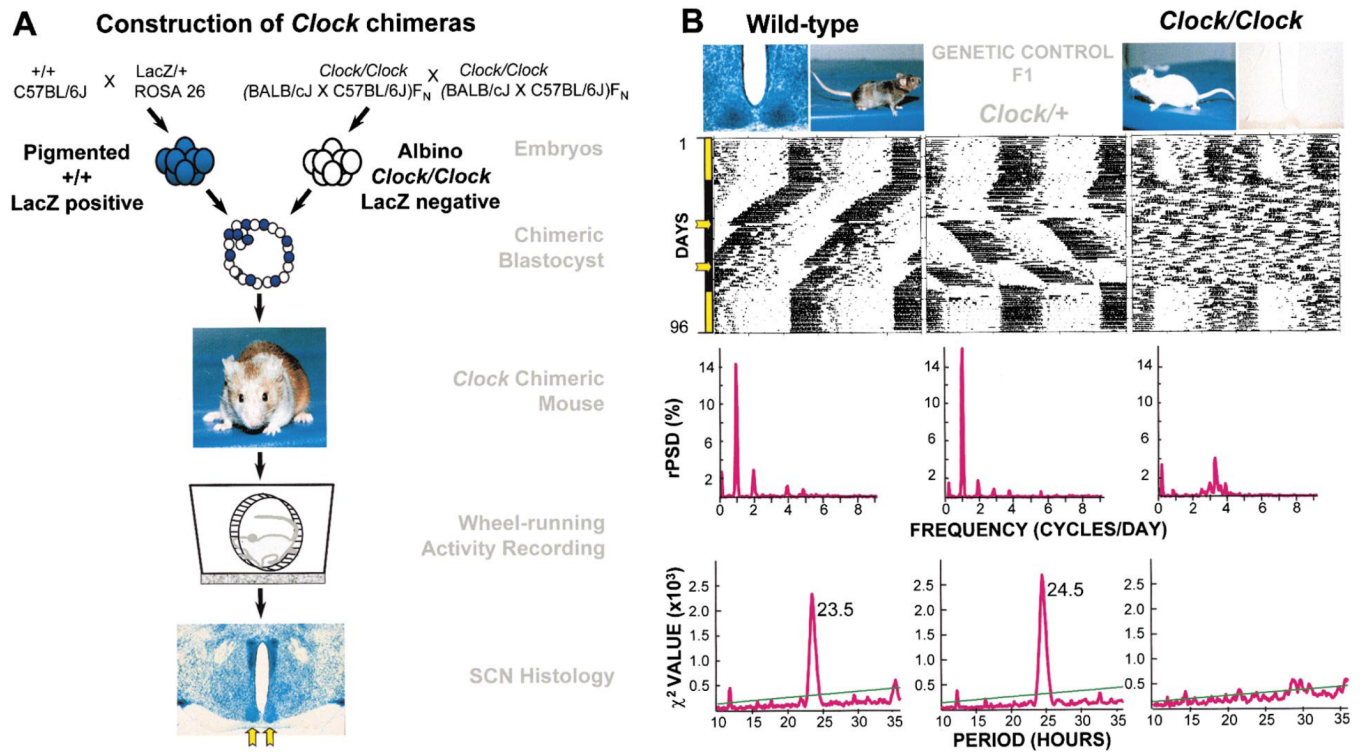 A
Construction of Clock chimeras
+/+
C57BL/6J
X
LacZ/+
ROSA 26
Clock/Clock
(BALB/cJ X C57BL/6J)FN
X
Clock/Clock
(BALB/cJ X C57BL/6J)FN
Pigmented
+/+
LacZ positive
Albino
Clock/Clock
LacZ negative
Embryos
Chimeric
Blastocyst
Clock Chimeric
Mouse
Wheel-running
Activity Recording
SCN Histology
B
Wild-type
Clock/Clock
GENETIC CONTROL
F1
Clock/+
1
DAYS
96
rPSD (%)
14
10
6
4
2
0 2 4 6 8
14
10
6
4
2
0 2 4 6 8
14
10
6
4
2
0 2 4 6 8
FREQUENCY (CYCLES/DAY)
χ² VALUE (x10³)
2.5
2.0
1.5
1.0
0.5
23.5
10 15 20 25 30 35
2.5
2.0
1.5
1.0
0.5
24.5
10 15 20 25 30 35
2.5
2.0
1.5
1.0
0.5
10 15 20 25 30 35
PERIOD (HOURS)